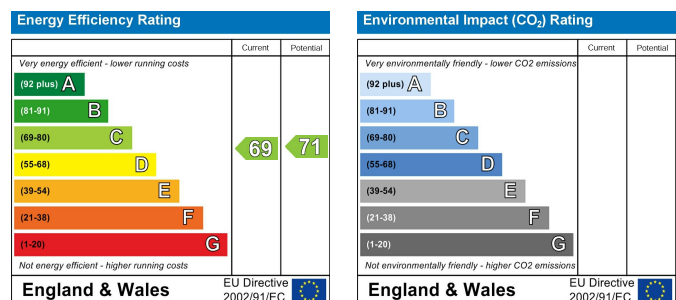 Energy Efficiency Rating
Current Potential
Very energy efficient - lower running costs
(92 plus) A
(81-91) B
(69-80) C
69 71
(55-68) D
(39-54) E
(21-38) F
(1-20) G
Not energy efficient - higher running costs
England & Wales
EU Directive
2002/91/EC
Environmental Impact (CO₂) Rating
Current Potential
Very environmentally friendly - lower CO2 emissions
(92 plus) A
(81-91) B
(69-80) C
(55-68) D
(39-54) E
(21-38) F
(1-20) G
Not environmentally friendly - higher CO2 emissions
England & Wales
EU Directive
2002/91/EC